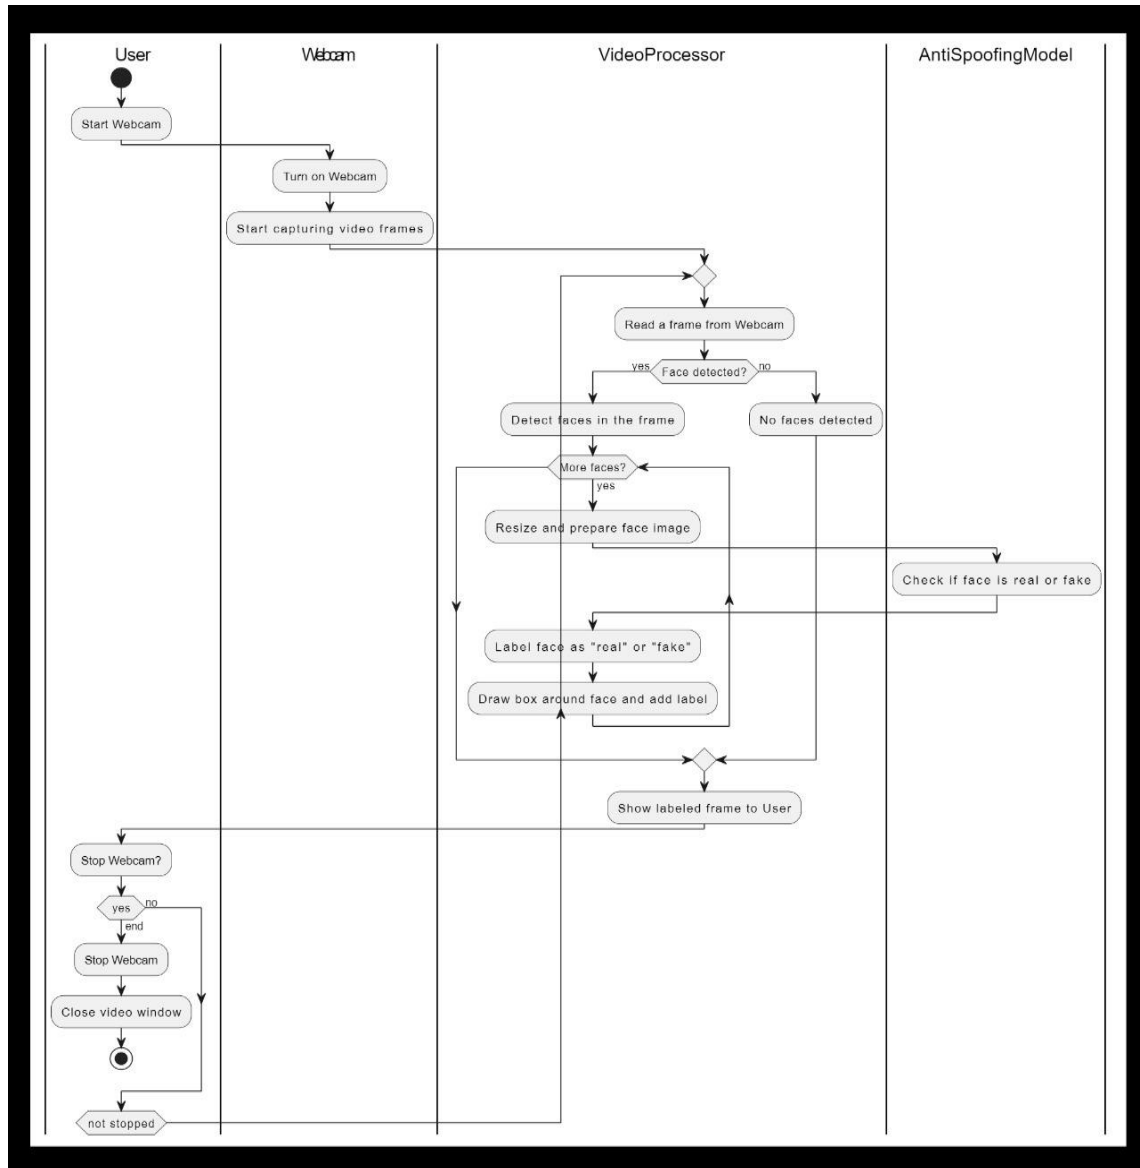 User
Webcam
VideoProcessor
AntiSpoofingModel
Start Webcam
Turn on Webcam
Start capturing video frames
Read a frame from Webcam
yes
Face detected?
no
Detect faces in the frame
No faces detected
More faces?
yes
Resize and prepare face image
Check if face is real or fake
Label face as "real" or "fake"
Draw box around face and add label
Show labeled frame to User
Stop Webcam?
yes
no
end
Stop Webcam
Close video window
not stopped